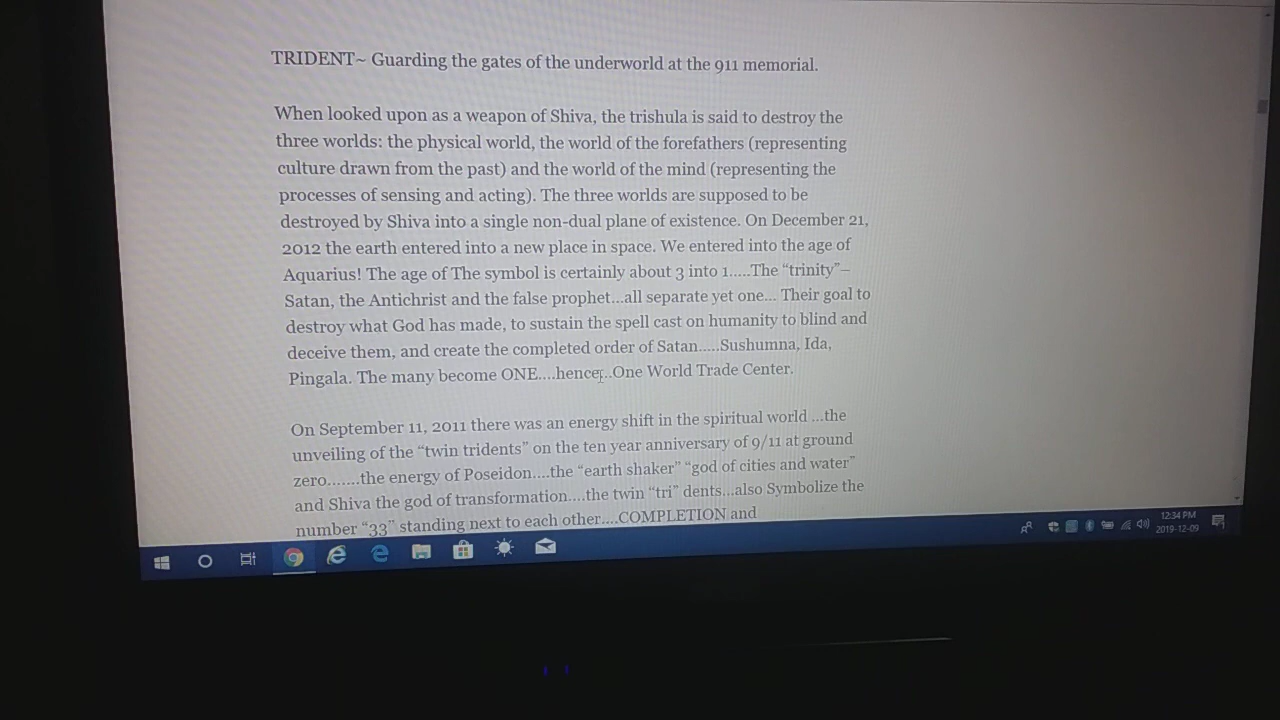 TRIDENT~ Guarding the gates of the underworld at the 911 memorial.
When looked upon as a weapon of Shiva, the trishula is said to destroy the
three worlds: the physical world, the world of the forefathers (representing
culture drawn from the past) and the world of the mind (representing the
processes of sensing and acting). The three worlds are supposed to be
destroyed by Shiva into a single non-dual plane of existence. On December 21,
2012 the earth entered into a new place in space. We entered into the age of
Aquarius! The age of The symbol is certainly about 3 into 1.....The “trinity”–
Satan, the Antichrist and the false prophet...all separate yet one... Their goal to
destroy what God has made, to sustain the spell cast on humanity to blind and
deceive them, and create the completed order of Satan.....Sushumna, Ida,
Pingala. The many become ONE....hence...One World Trade Center.
On September 11, 2011 there was an energy shift in the spiritual world ...the
unveiling of the “twin tridents” on the ten year anniversary of 9/11 at ground
zero.......the energy of Poseidon....the “earth shaker” “god of cities and water”
and Shiva the god of transformation....the twin “tri” dents...also Symbolize the
number “33” standing next to each other....COMPLETION and
12:34 PM
2019-12-09